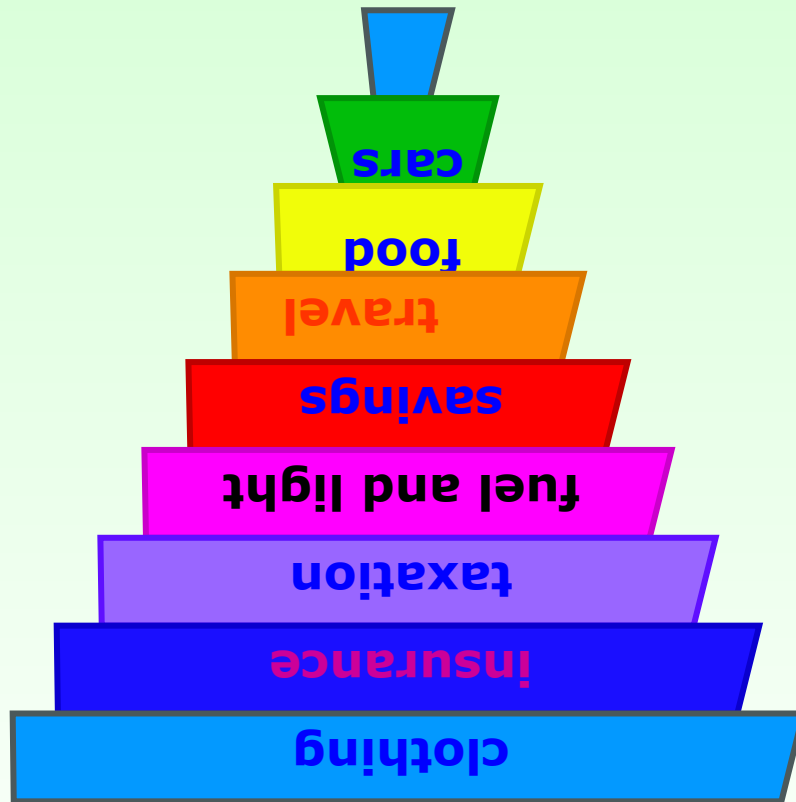 clothing
insurance
taxation
fuel and light
savings
travel
food
cars